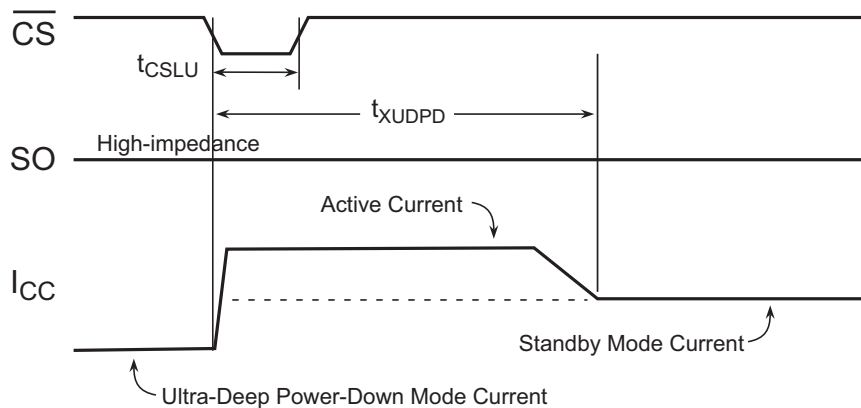 CS
tCSLU
tXUDPD
High-impedance
SO
Active Current
ICC
Standby Mode Current
Ultra-Deep Power-Down Mode Current